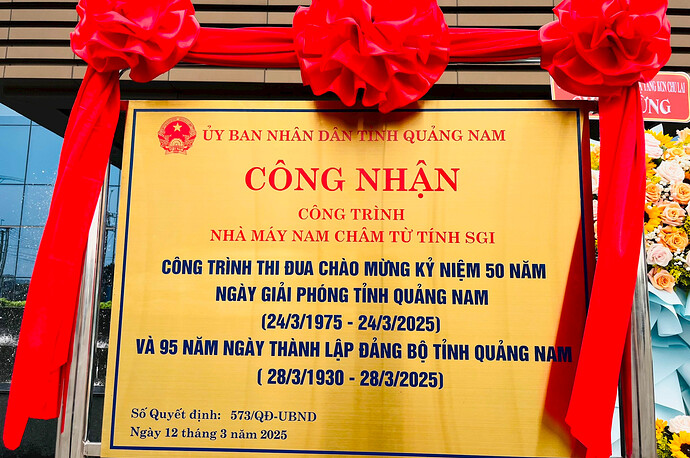 ỦY BAN NHÂN DÂN TỈNH QUẢNG NAM
CÔNG NHẬN
CÔNG TRÌNH
NHÀ MÁY NAM CHÂM TỪ TÍNH SGI
CÔNG TRÌNH THI ĐUA CHÀO MỪNG KỶ NIỆM 50 NĂM
NGÀY GIẢI PHÓNG TỈNH QUẢNG NAM
(24/3/1975 - 24/3/2025)
VÀ 95 NĂM NGÀY THÀNH LẬP ĐẢNG BỘ TỈNH QUẢNG NAM
( 28/3/1930 - 28/3/2025)
Số Quyết định: 573/QĐ-UBND
Ngày 12 tháng 3 năm 2025
KCN CHU LAI